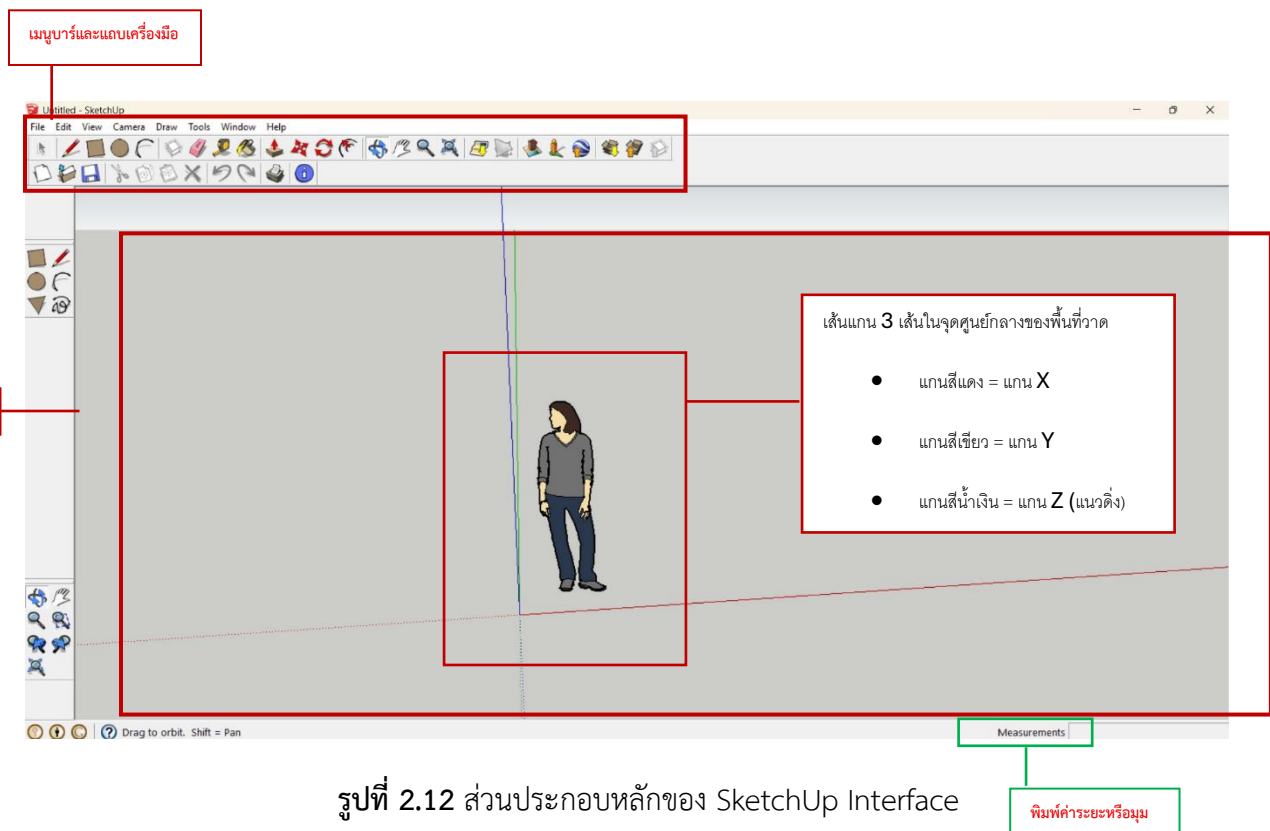 เมนูบาร์และแถบเครื่องมือ
Untitled - SketchUp
File Edit View Camera Draw Tools Window Help
เส้นแกน 3 เส้นในจุดศูนย์กลางของพื้นที่วาด
● แกนสีแดง = แกน X
● แกนสีเขียว = แกน Y
● แกนสีน้ำเงิน = แกน Z (แนวดิ่ง)
Drag to orbit. Shift = Pan
Measurements
รูปที่ 2.12 ส่วนประกอบหลักของ SketchUp Interface
พิมพ์ค่าระยะหรือมุม